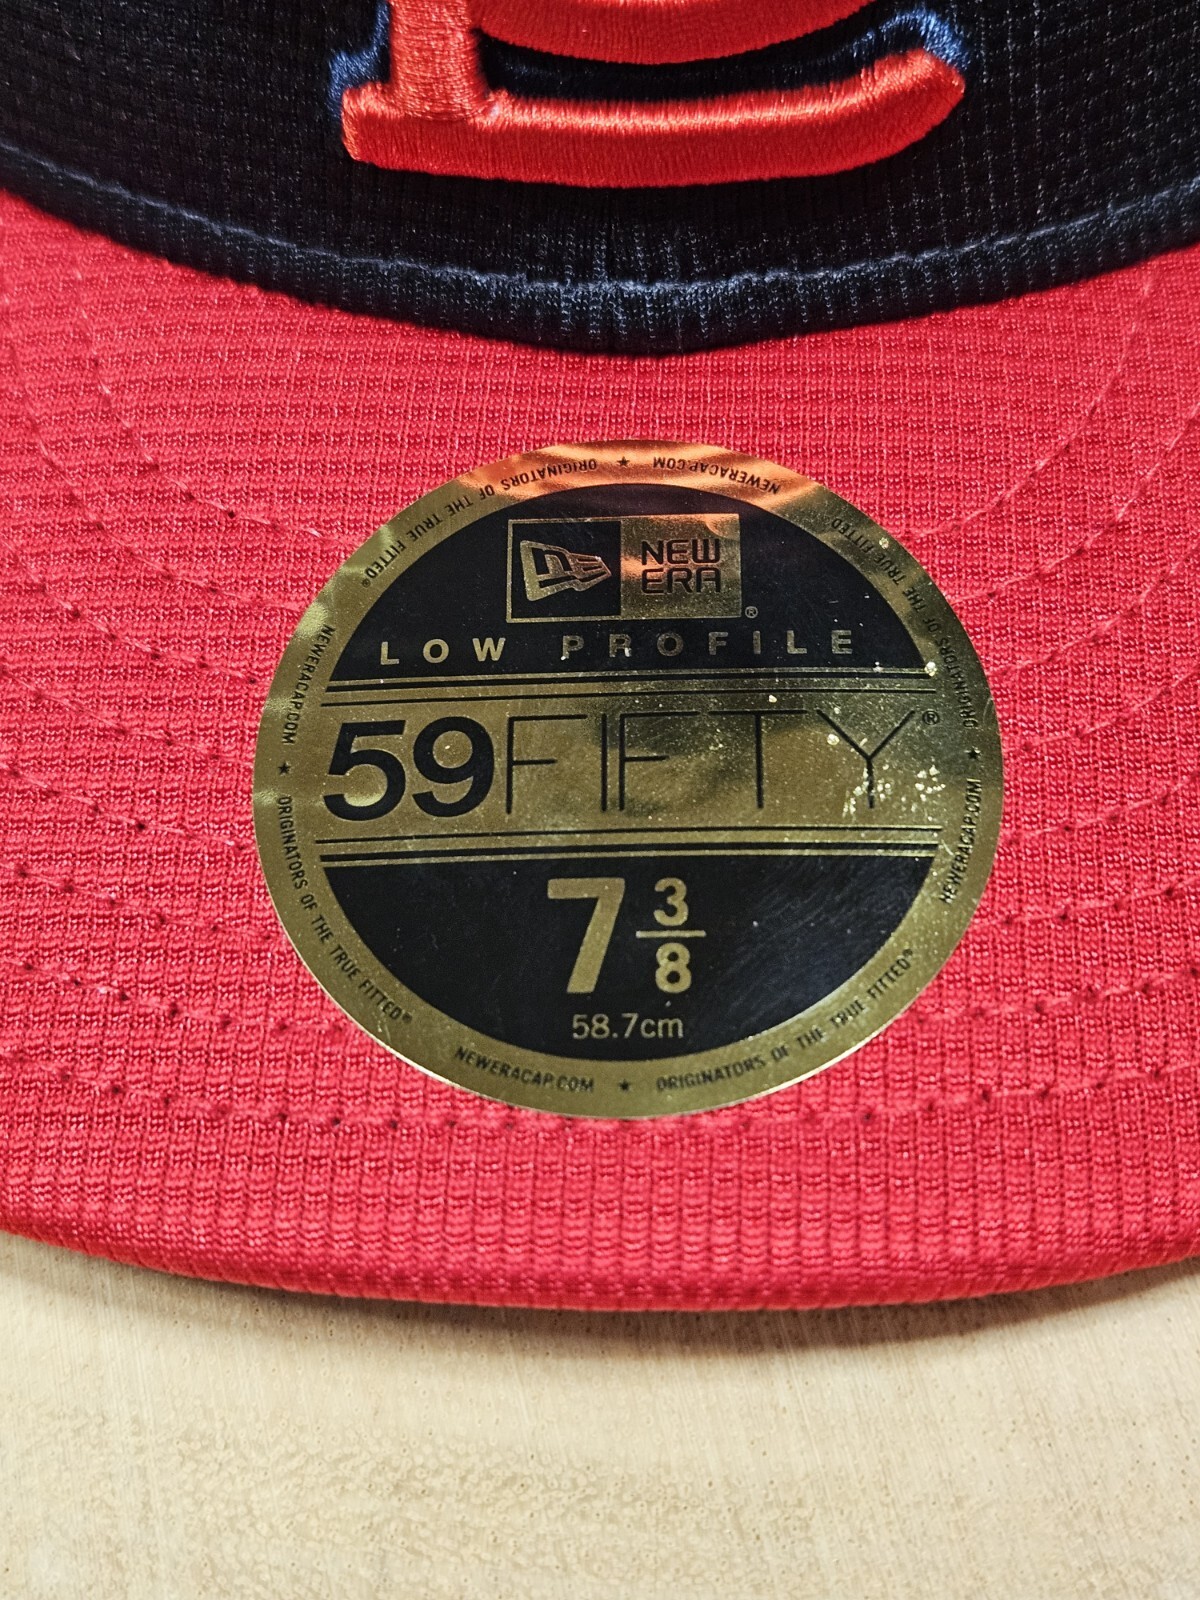 NEW
ERA®
LOW PROFILE
59FIFTY®
7 3/8
58.7cm
ORIGINATORS OF THE TRUE FITTED® ★ NEWERACAP.COM
ORIGINATORS OF THE TRUE FITTED® ★ NEWERACAP.COM
ORIGINATORS OF THE TRUE FITTED® ★ NEWERACAP.COM
ORIGINATORS OF THE TRUE FITTED® ★ NEWERACAP.COM